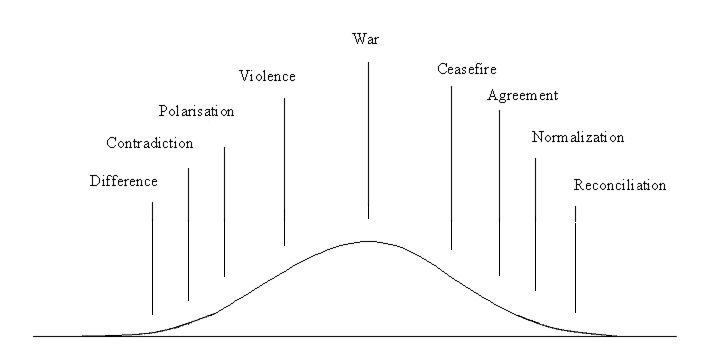 War
Ceasefire
Violence
Agreement
Polarisation
Normalization
Contradiction
Difference
Reconciliation